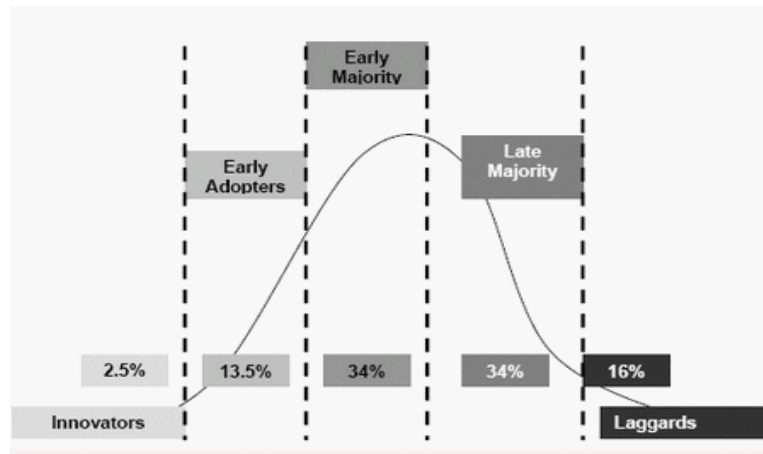 Early
Majority
Early
Adopters
Late
Majority
2.5%
13.5%
34%
34%
16%
Innovators
Laggards